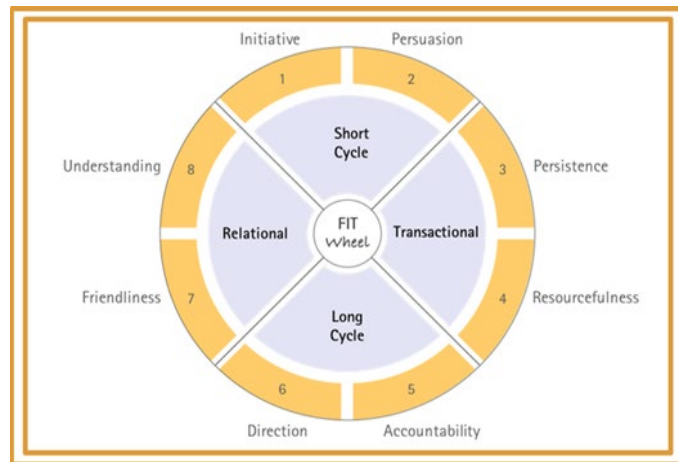 Initiative
Persuasion
1
2
Short
Cycle
Understanding
8
3
Persistence
Relational
FIT
Wheel
Transactional
Friendliness
7
4
Resourcefulness
Long
Cycle
6
5
Direction
Accountability